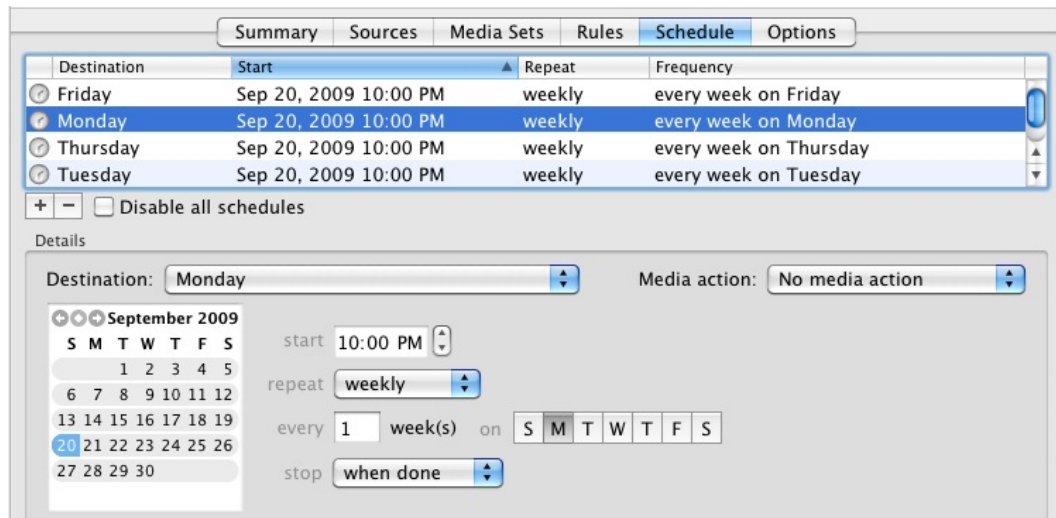 Summary Sources Media Sets Rules Schedule Options
Destination Start Repeat Frequency
Friday Sep 20, 2009 10:00 PM weekly every week on Friday
Monday Sep 20, 2009 10:00 PM weekly every week on Monday
Thursday Sep 20, 2009 10:00 PM weekly every week on Thursday
Tuesday Sep 20, 2009 10:00 PM weekly every week on Tuesday
+ − Disable all schedules
Details
Destination: Monday Media action: No media action
September 2009
S M T W T F S
1 2 3 4 5
6 7 8 9 10 11 12
13 14 15 16 17 18 19
20 21 22 23 24 25 26
27 28 29 30
start 10:00 PM
repeat weekly
every 1 week(s) on S M T W T F S
stop when done